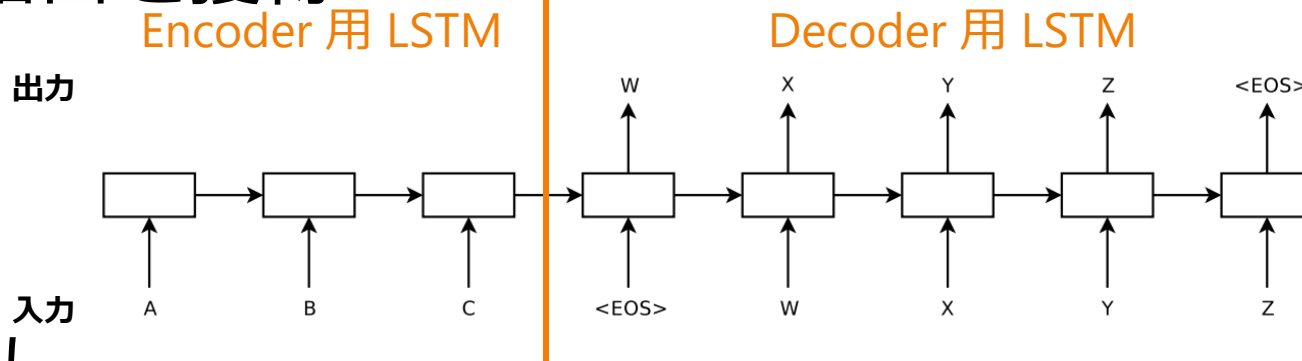 Encoder 用 LSTM Decoder 用 LSTM
出力 W X Y Z <EOS>
入力 A B C <EOS> W X Y Z